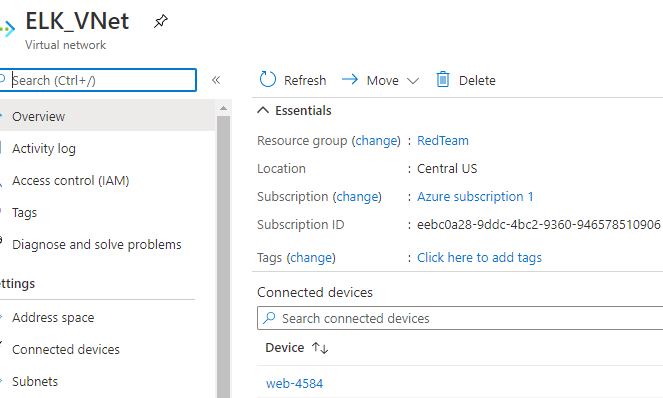 ELK_VNet
Virtual network
Search (Ctrl+/)
«
Overview
Activity log
Access control (IAM)
Tags
Diagnose and solve problems
ttings
Address space
Connected devices
Subnets
Refresh
Move
Delete
Essentials
Resource group (change) : RedTeam
Location : Central US
Subscription (change) : Azure subscription 1
Subscription ID : eebc0a28-9ddc-4bc2-9360-946578510906
Tags (change) : Click here to add tags
Connected devices
Search connected devices
Device ↑↓
web-4584